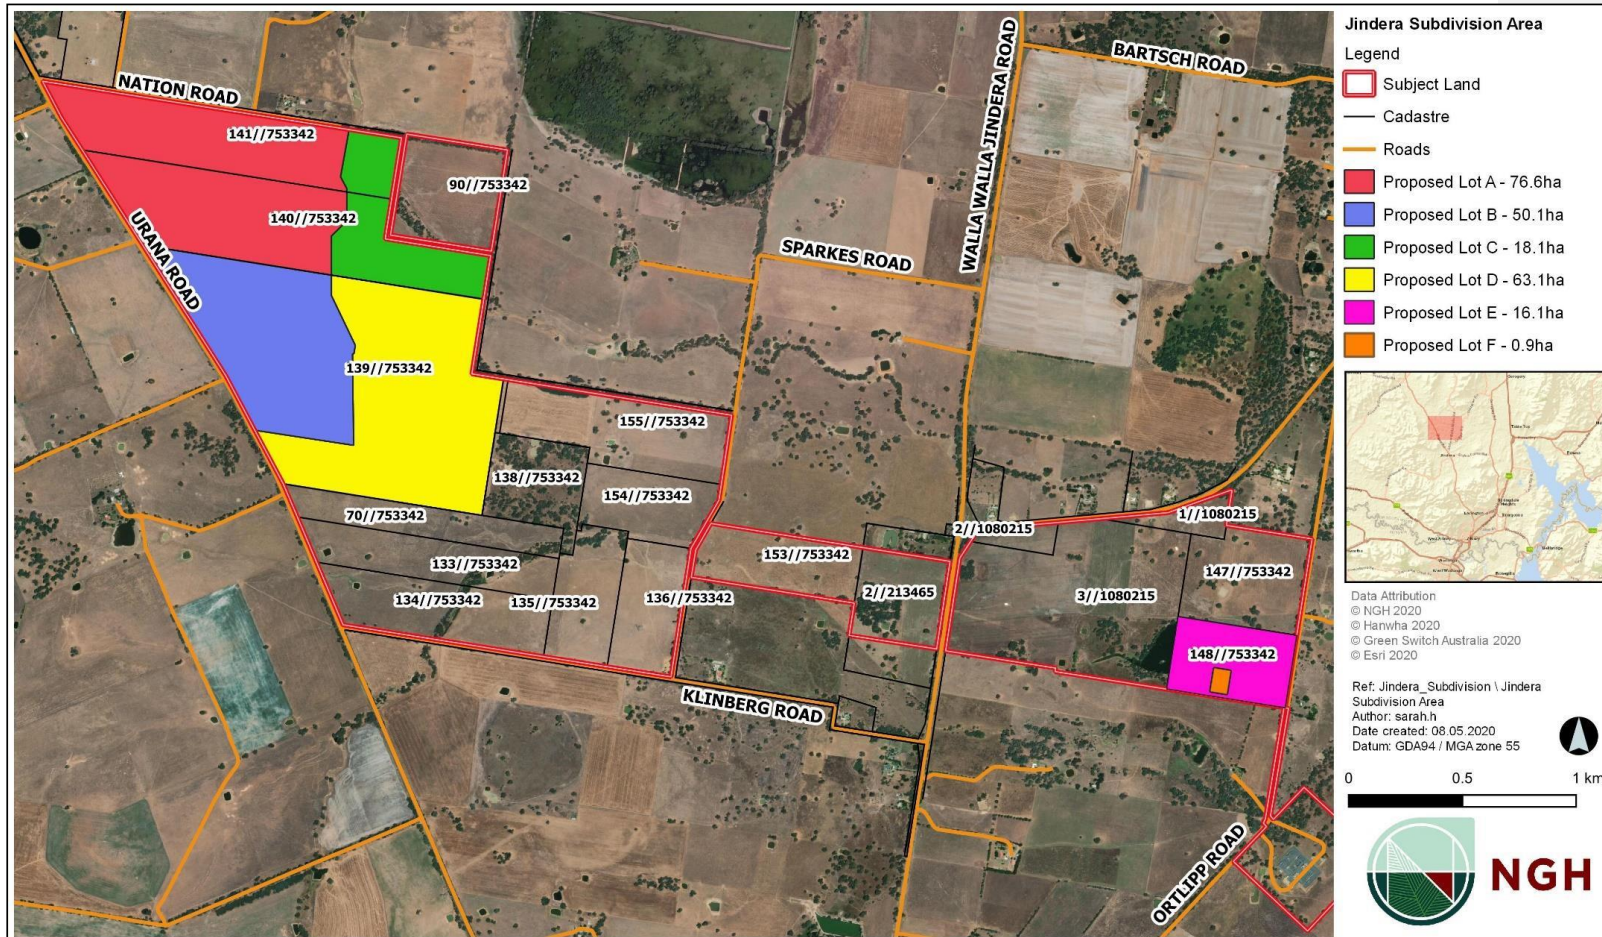 NATION ROAD
141//753342
90//753342
140//753342
URANA ROAD
139//753342
WALLA WALLA JINDERA ROAD
BARTSCH ROAD
SPARKES ROAD
155//753342
138//753342
154//753342
70//753342
133//753342
134//753342
135//753342
136//753342
153//753342
2//213465
2//1080215
1//1080215
147//753342
3//1080215
148//753342
KLINBERG ROAD
ORTLIPP ROAD
Jindera Subdivision Area
Legend
Subject Land
Cadastre
Roads
Proposed Lot A - 76.6ha
Proposed Lot B - 50.1ha
Proposed Lot C - 18.1ha
Proposed Lot D - 63.1ha
Proposed Lot E - 16.1ha
Proposed Lot F - 0.9ha
Data Attribution
© NGH 2020
© Hanwha 2020
© Green Switch Australia 2020
© Esri 2020
Ref: Jindera_Subdivision \ Jindera
Subdivision Area
Author: sarah.h
Date created: 08.05.2020
Datum: GDA94 / MGA zone 55
0 0.5 1 km
NGH